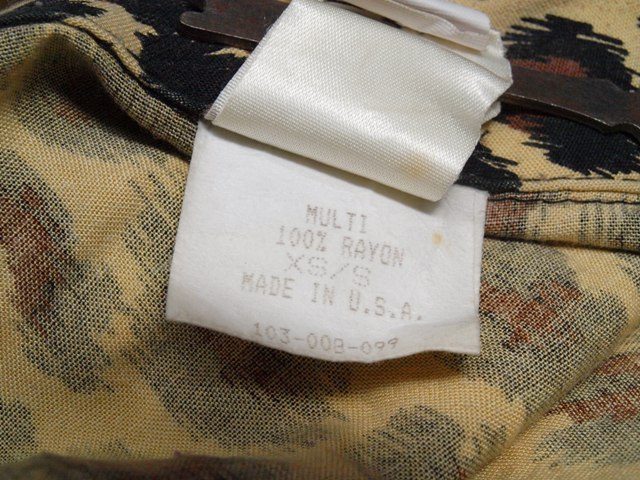 MULTI
100% RAYON
XS/S
MADE IN U.S.A.
103-008-099